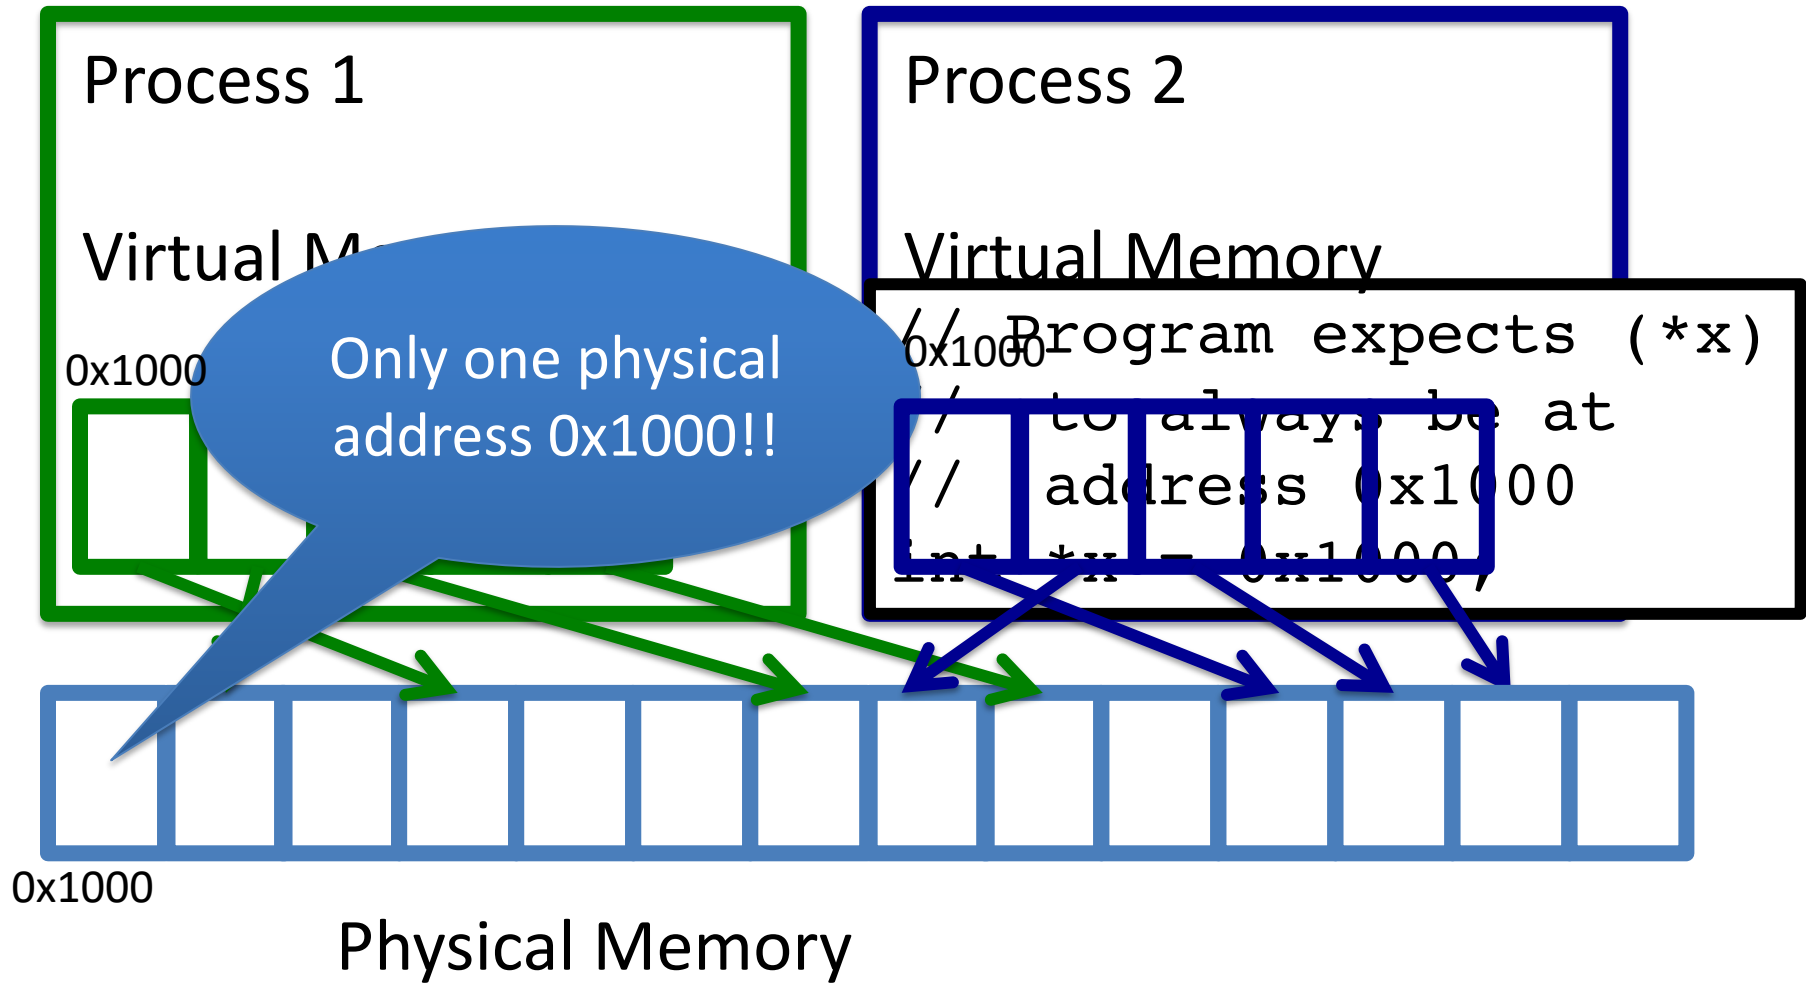 Process 1
Virtual M
0x1000
Only one physical
address 0x1000!!
Process 2
Virtual Memory
0x1000
// Program expects (*x)
// to always be at
// address 0x1000
int *x = 0x1000;
0x1000
Physical Memory